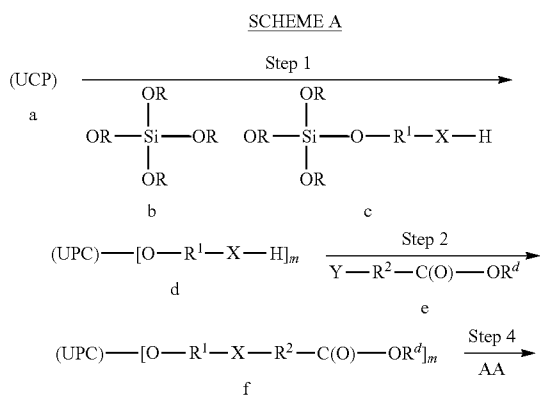 SCHEME A
Step 1
(UCP)
a
OR
OR—Si—OR
OR
b
OR
OR—Si—O—R¹—X—H
OR
c
(UPC)—[O—R¹—X—H]m
d
Step 2
Y—R²—C(O)—ORᵈ
e
(UPC)—[O—R¹—X—R²—C(O)—ORᵈ]m
f
Step 4
AA